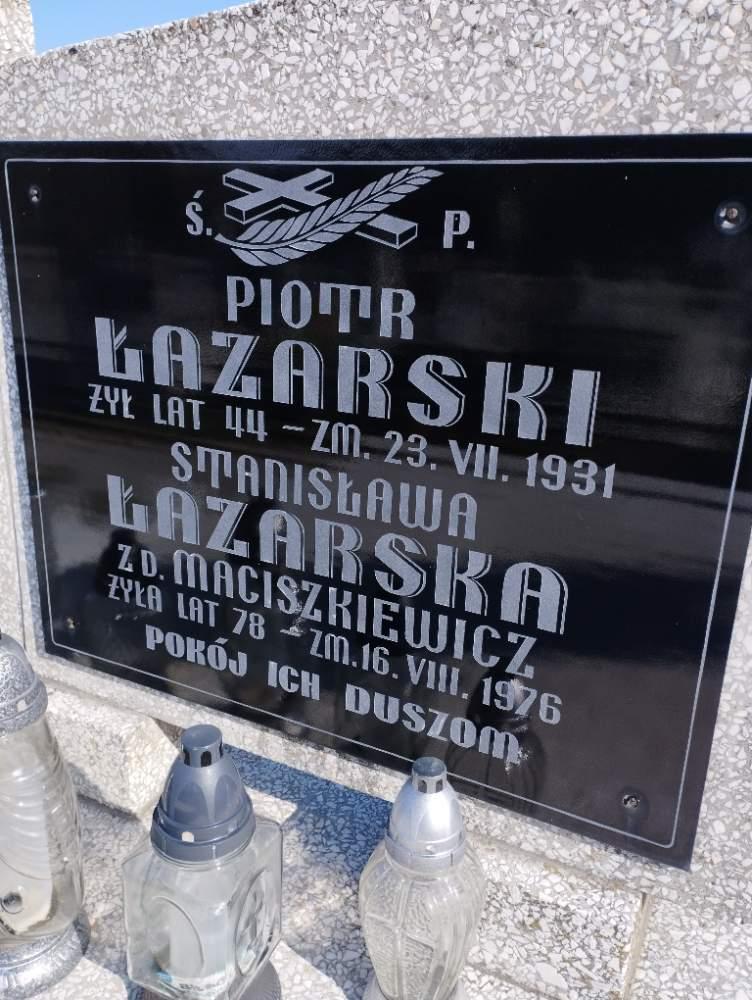 Ś. P.
PIOTR
ŁAZARSKI
ŻYŁ LAT 44 – ZM. 23. VII. 1931
STANISŁAWA
ŁAZARSKA
Z D. MACISZKIEWICZ
ŻYŁA LAT 78 – ZM. 16. VIII. 1976
POKÓJ ICH DUSZOM